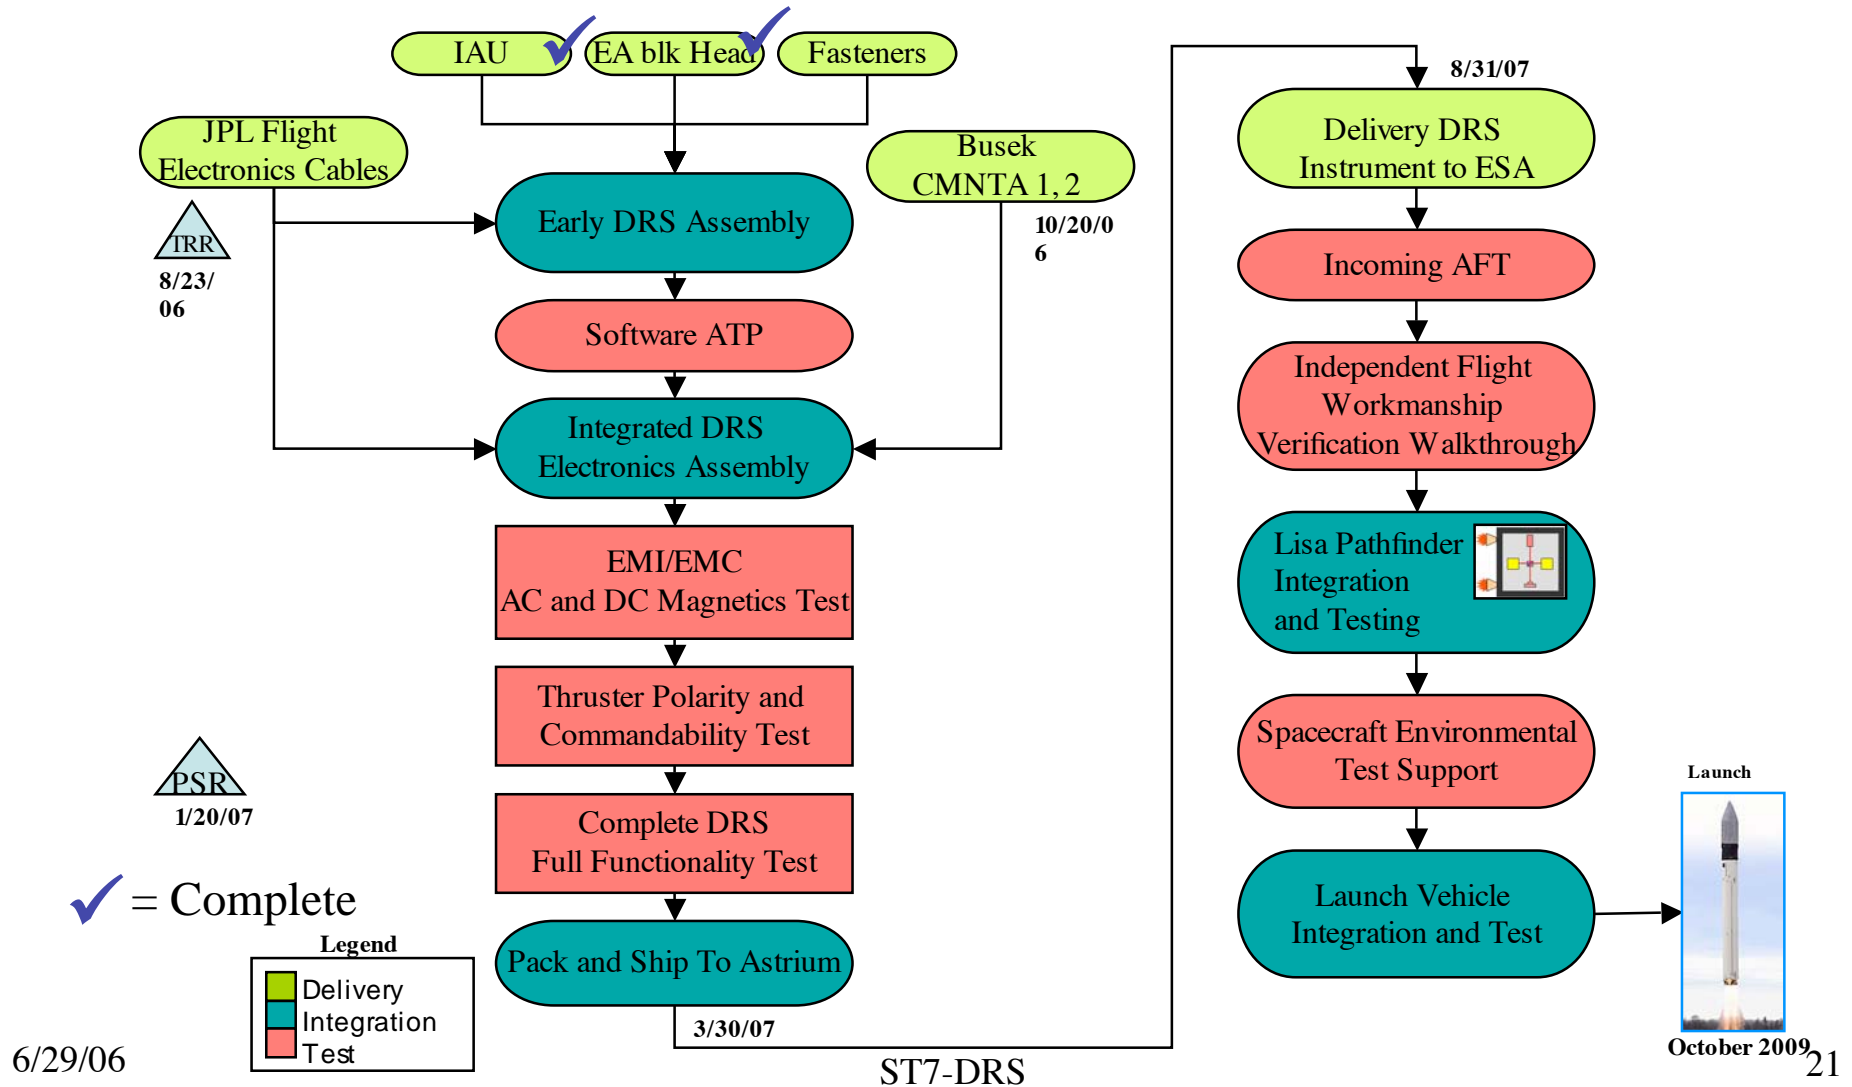 IAU
EA blk Head
Fasteners
JPL Flight
Electronics Cables
Busek
CMNTA 1, 2
10/20/0
6
TRR
8/23/
06
Early DRS Assembly
Software ATP
Integrated DRS
Electronics Assembly
EMI/EMC
AC and DC Magnetics Test
Thruster Polarity and
Commandability Test
PSR
1/20/07
Complete DRS
Full Functionality Test
Pack and Ship To Astrium
3/30/07
8/31/07
Delivery DRS
Instrument to ESA
Incoming AFT
Independent Flight
Workmanship
Verification Walkthrough
Lisa Pathfinder
Integration
and Testing
Spacecraft Environmental
Test Support
Launch Vehicle
Integration and Test
Launch
October 2009
= Complete
Legend
Delivery
Integration
Test
6/29/06
ST7-DRS
21